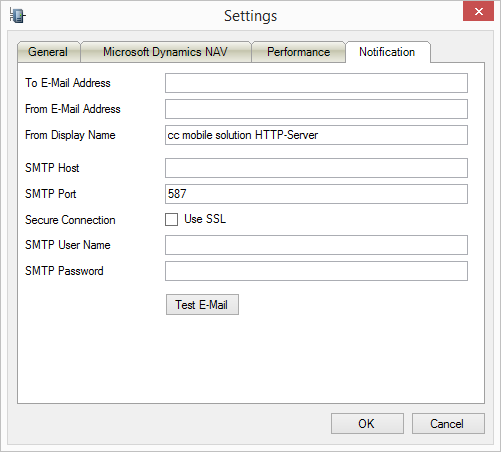 Settings
General Microsoft Dynamics NAV Performance Notification
To E-Mail Address
From E-Mail Address
From Display Name cc mobile solution HTTP-Server
SMTP Host
SMTP Port 587
Secure Connection Use SSL
SMTP User Name
SMTP Password
Test E-Mail
OK Cancel